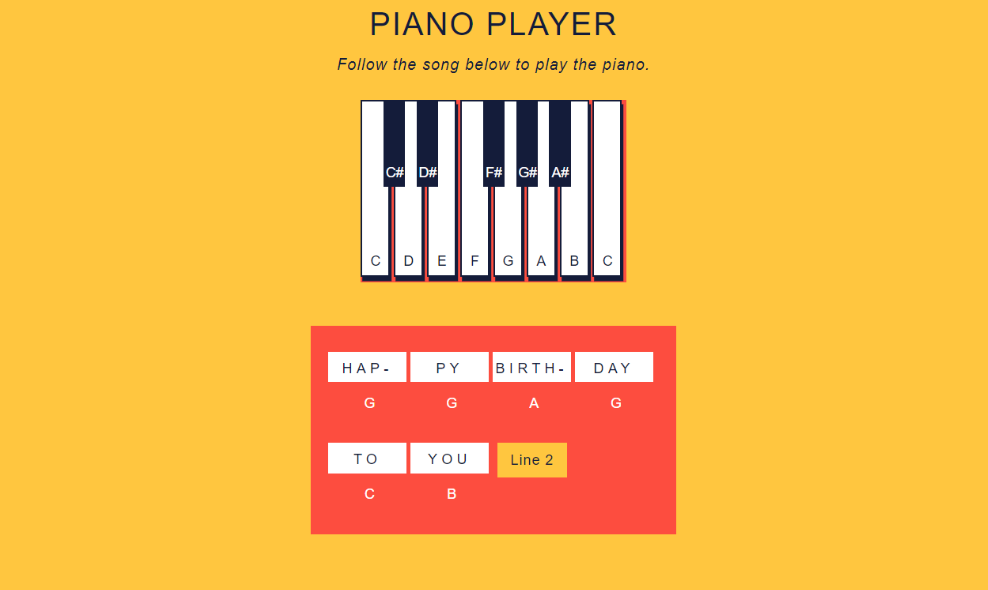 PIANO PLAYER
Follow the song below to play the piano.
C# D# F# G# A#
C D E F G A B C
HAP- PY BIRTH- DAY
G G A G
TO YOU Line 2
C B